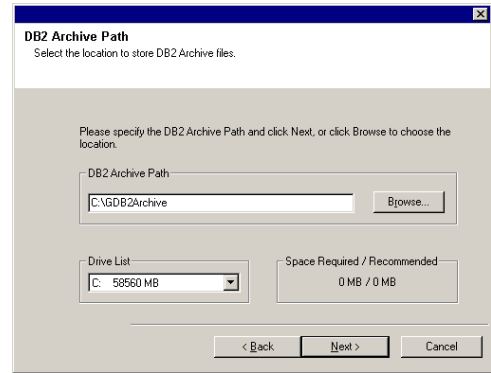 DB2 Archive Path
Select the location to store DB2 Archive files.
Please specify the DB2 Archive Path and click Next, or click Browse to choose the
location.
DB2 Archive Path
C:\GDB2Archive
Browse...
Drive List
Space Required / Recommended
C: 58560 MB
0 MB / 0 MB
< Back
Next >
Cancel